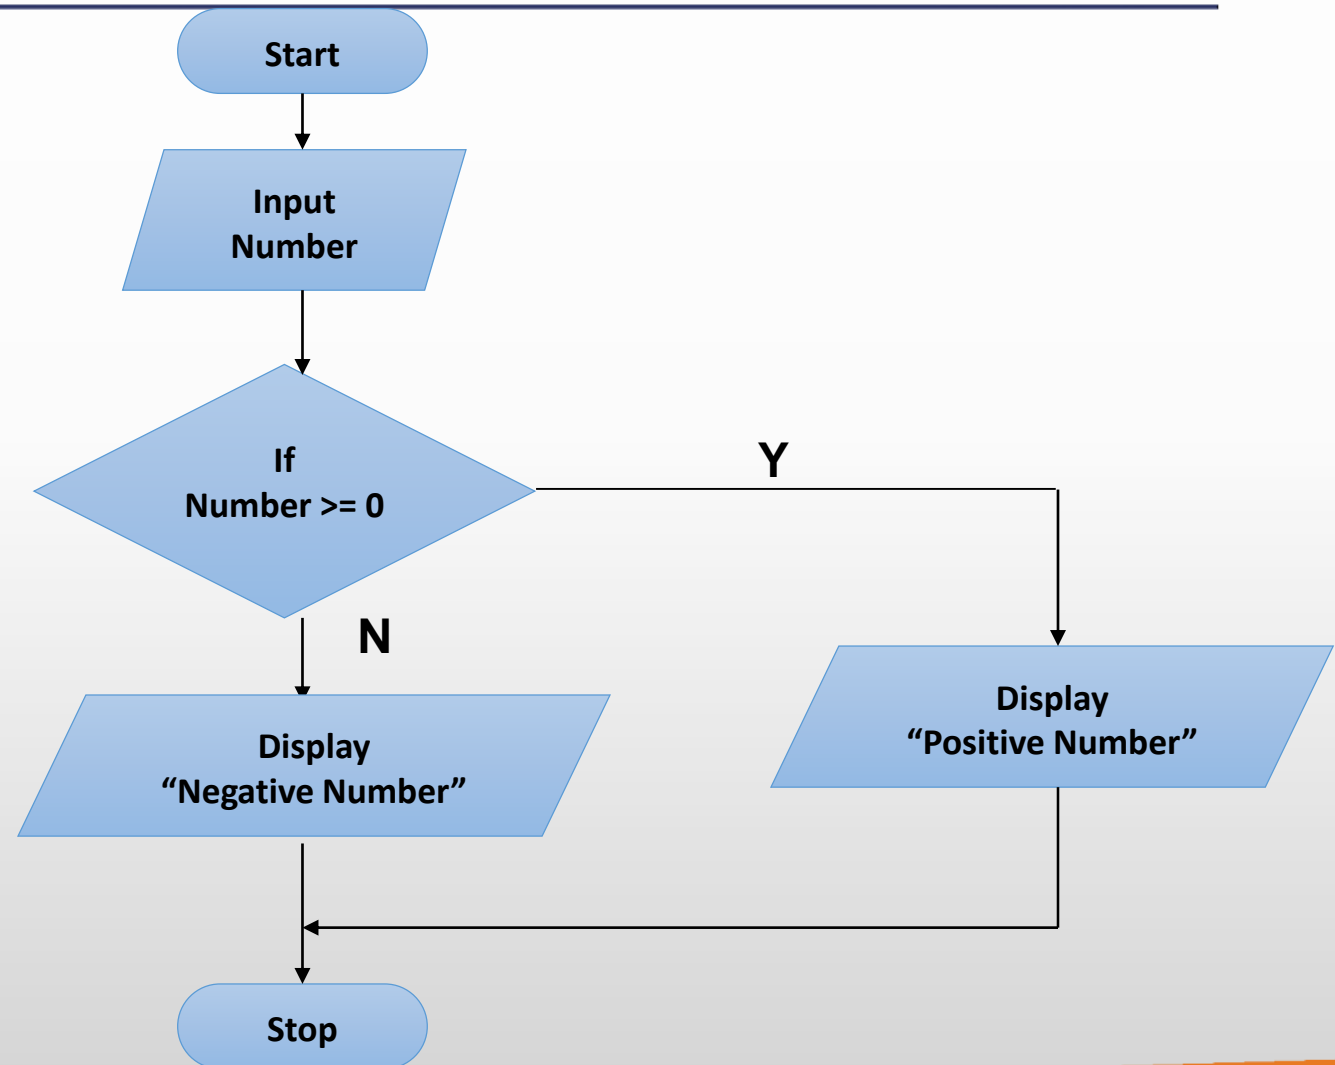 Start
Input
Number
If
Number >= 0
Y
N
Display
“Negative Number”
Display
“Positive Number”
Stop